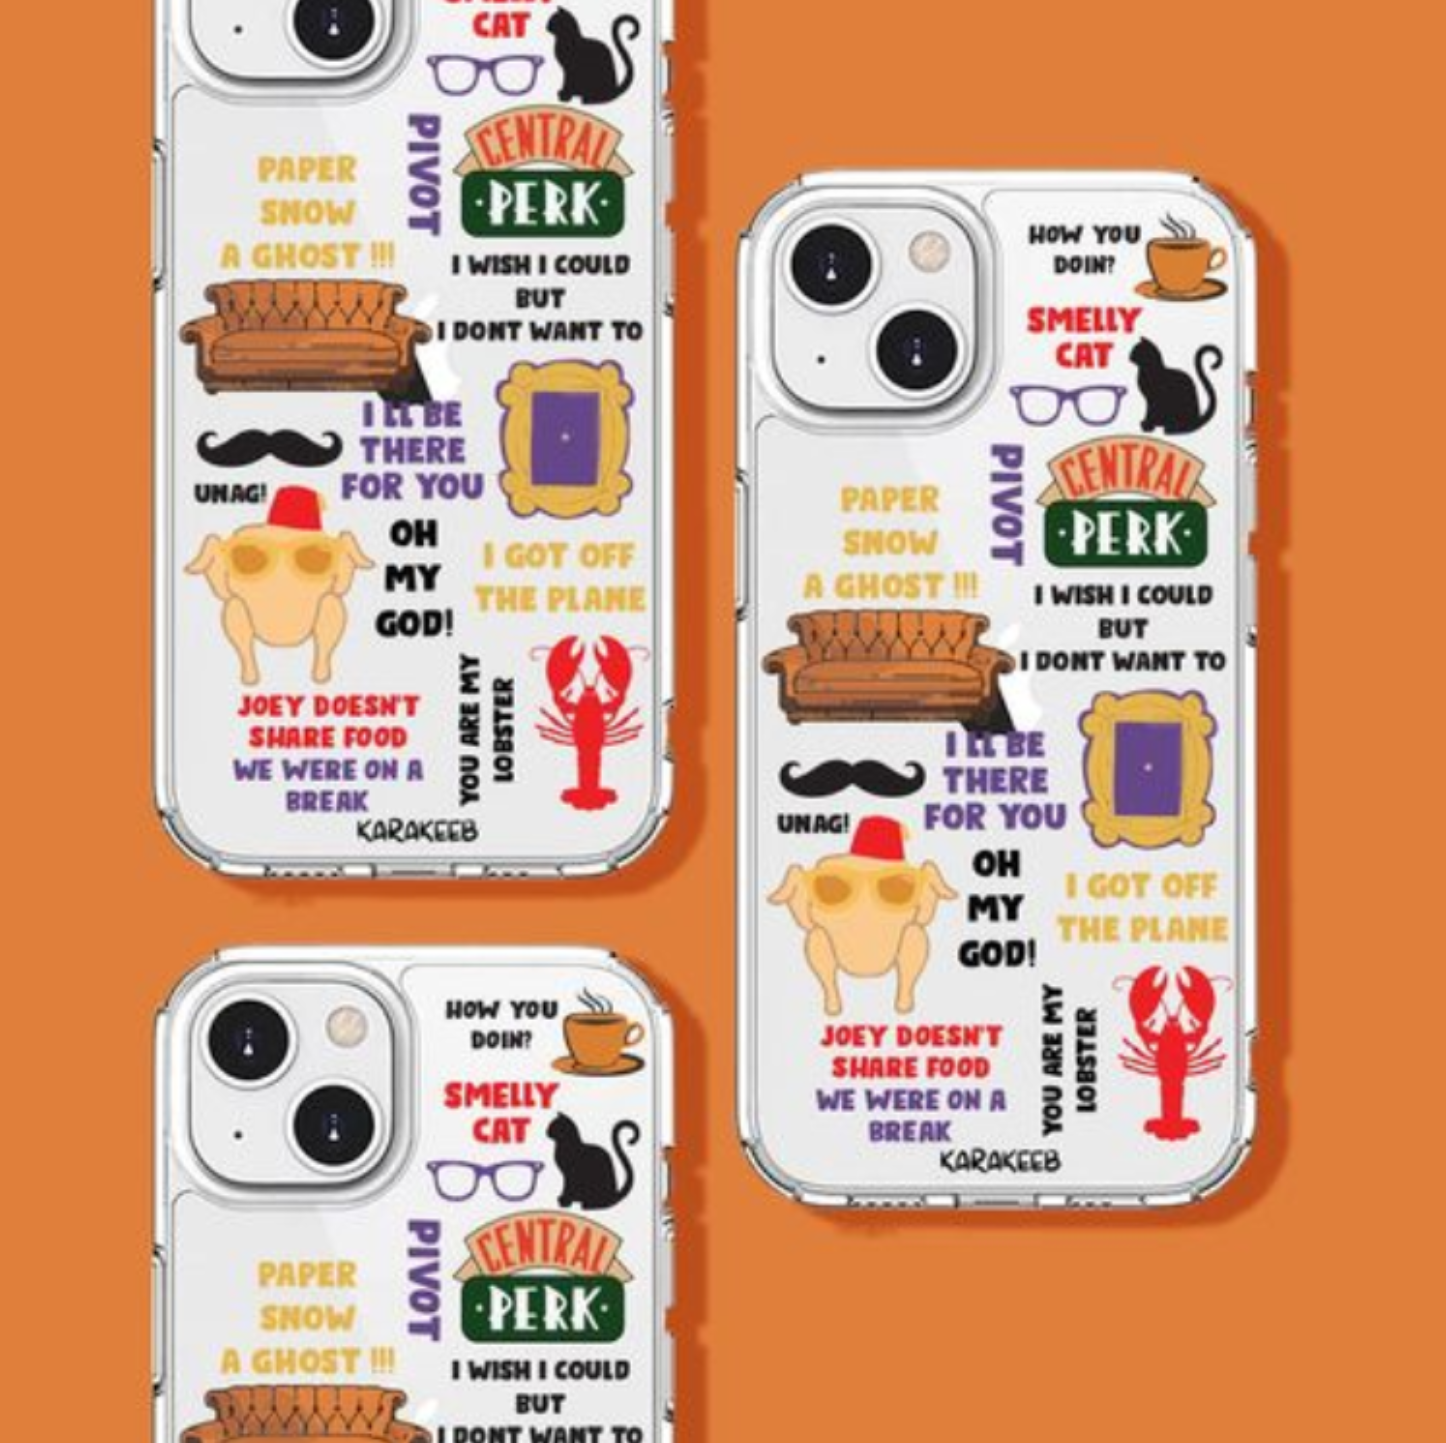 SMELLY
CAT
PIVOT
CENTRAL
PERK
PAPER
SNOW
A GHOST !!!
I WISH I COULD
BUT
I DONT WANT TO
I LL BE
THERE
FOR YOU
UNAG!
OH
MY
GOD!
I GOT OFF
THE PLANE
JOEY DOESN'T
SHARE FOOD
WE WERE ON A
BREAK
YOU ARE MY
LOBSTER
KARAKEEB
HOW YOU
DOIN?
SMELLY
CAT
PIVOT
CENTRAL
PERK
PAPER
SNOW
A GHOST !!!
I WISH I COULD
BUT
I DONT WANT TO
I LL BE
THERE
FOR YOU
UNAG!
OH
MY
GOD!
I GOT OFF
THE PLANE
JOEY DOESN'T
SHARE FOOD
WE WERE ON A
BREAK
YOU ARE MY
LOBSTER
KARAKEEB
HOW YOU
DOIN?
SMELLY
CAT
PIVOT
CENTRAL
PERK
PAPER
SNOW
A GHOST !!!
I WISH I COULD
BUT
I DONT WANT TO